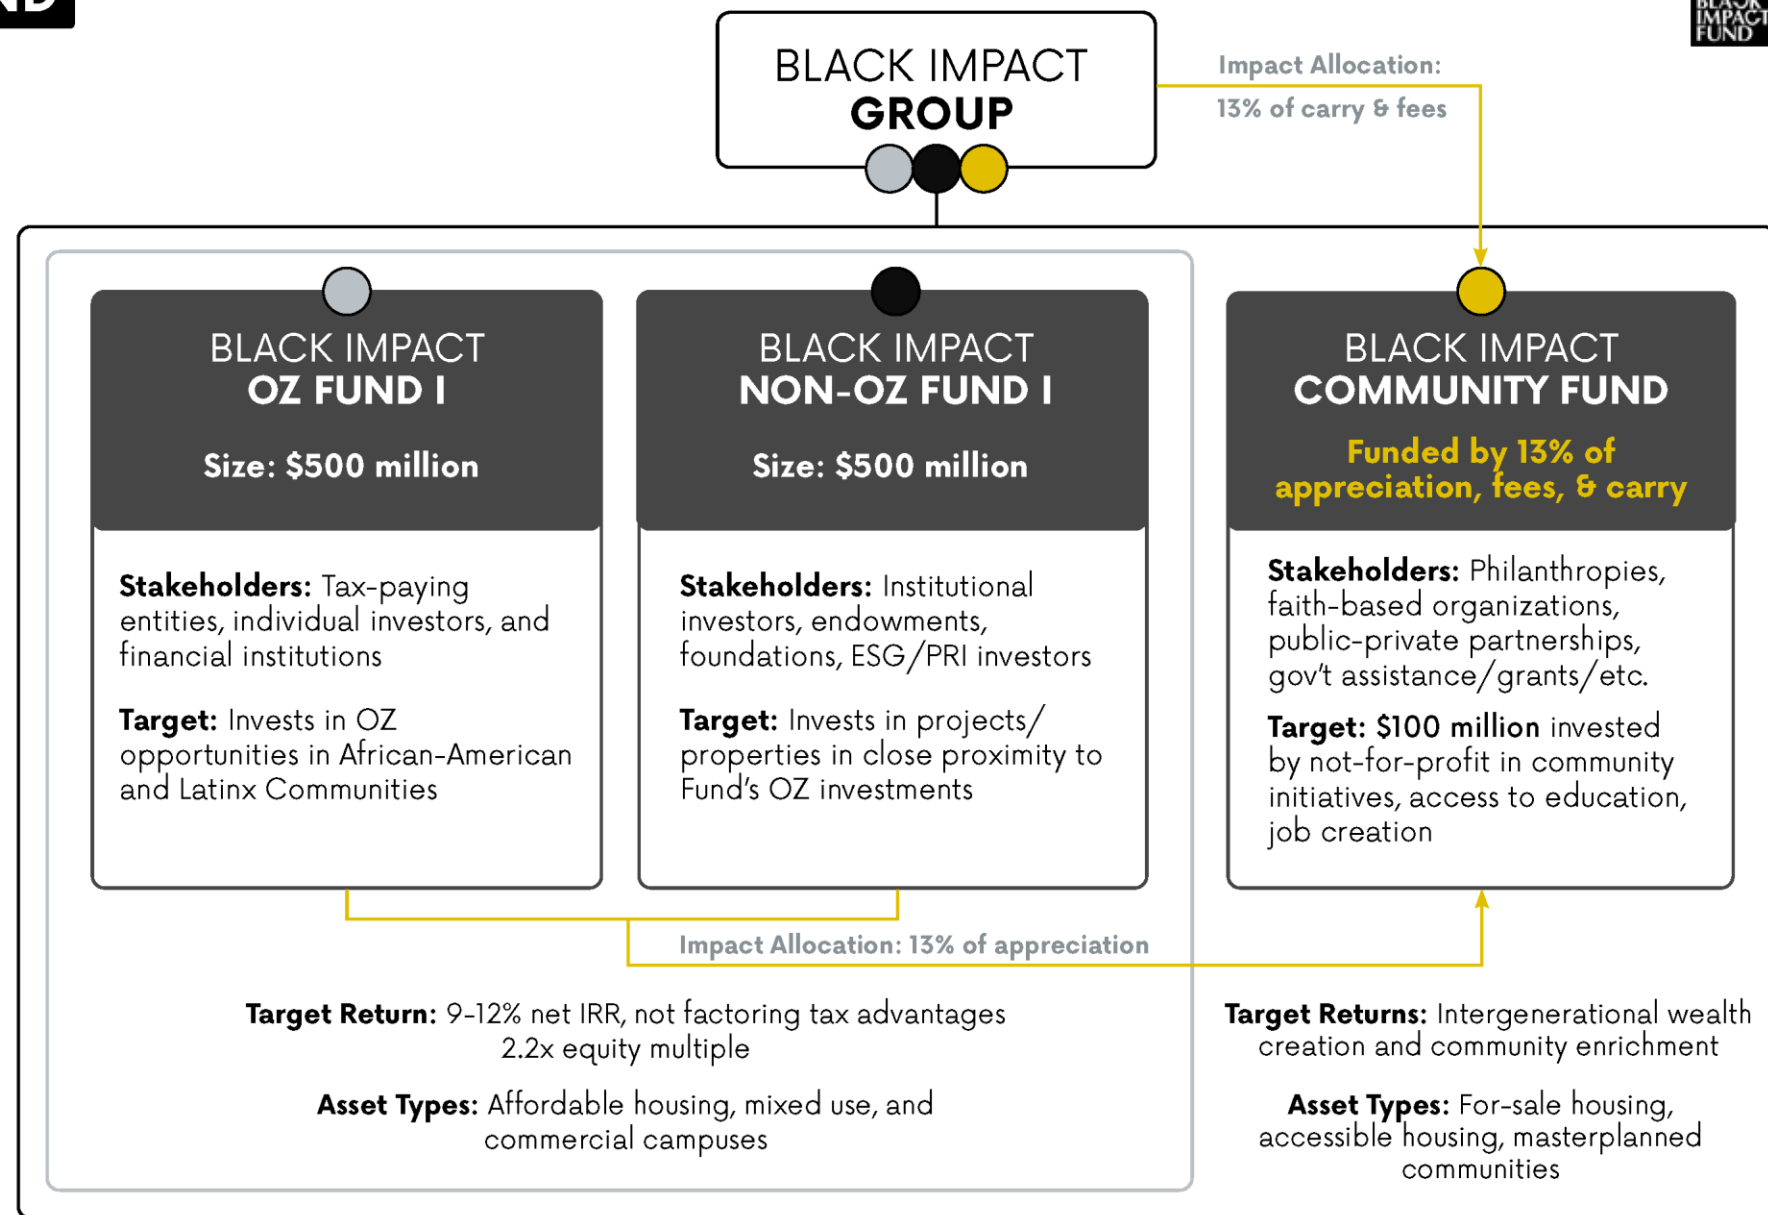 ND
BLACK
IMPACT
FUND
BLACK IMPACT
GROUP
Impact Allocation:
13% of carry & fees
BLACK IMPACT
OZ FUND I
Size: $500 million
Stakeholders: Tax-paying
entities, individual investors, and
financial institutions
Target: Invests in OZ
opportunities in African-American
and Latinx Communities
BLACK IMPACT
NON-OZ FUND I
Size: $500 million
Stakeholders: Institutional
investors, endowments,
foundations, ESG/PRI investors
Target: Invests in projects/
properties in close proximity to
Fund's OZ investments
BLACK IMPACT
COMMUNITY FUND
Funded by 13% of
appreciation, fees, & carry
Stakeholders: Philanthropies,
faith-based organizations,
public-private partnerships,
gov't assistance/grants/etc.
Target: $100 million invested
by not-for-profit in community
initiatives, access to education,
job creation
Impact Allocation: 13% of appreciation
Target Return: 9-12% net IRR, not factoring tax advantages
2.2x equity multiple
Asset Types: Affordable housing, mixed use, and
commercial campuses
Target Returns: Intergenerational wealth
creation and community enrichment
Asset Types: For-sale housing,
accessible housing, masterplanned
communities